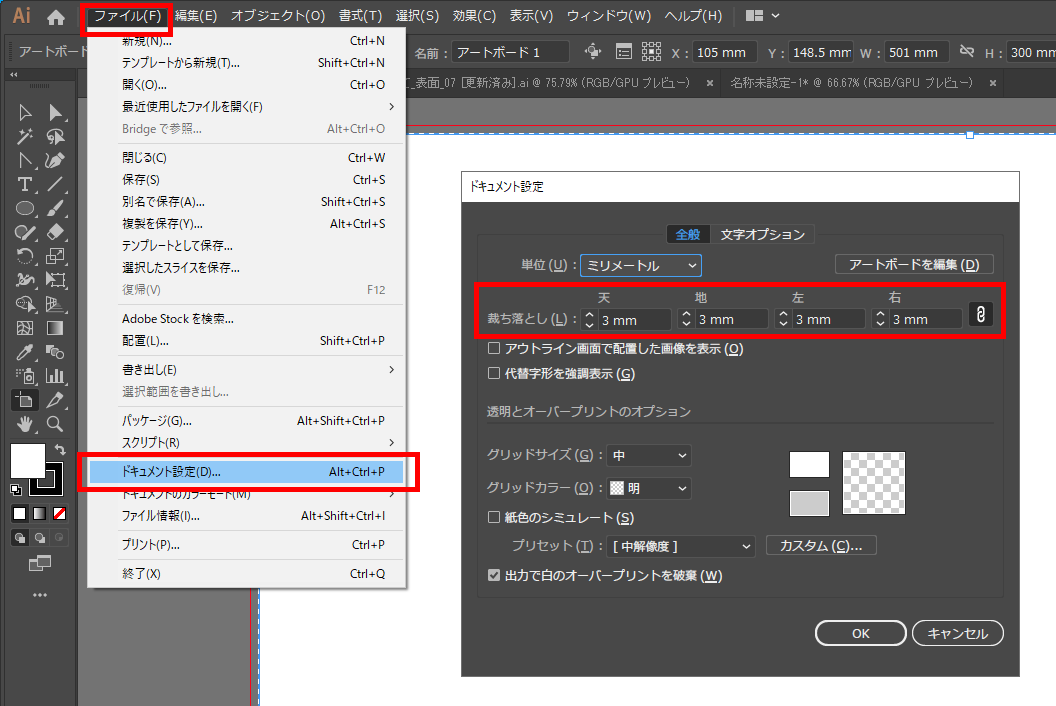 Ai ファイル(F) 編集(E) オブジェクト(O) 書式(T) 選択(S) 効果(C) 表示(V) ウィンドウ(W) ヘルプ(H)
アートボード 名前： アートボード 1 X： 105 mm Y： 148.5 mm W： 501 mm H： 300 mm
_表面_07 [更新済み].ai @ 75.79% (RGB/GPU プレビュー) × 名称未設定-1* @ 66.67% (RGB/GPU プレビュー) ×
新規(N)... Ctrl+N
テンプレートから新規(T)... Shift+Ctrl+N
開く(O)... Ctrl+O
最近使用したファイルを開く(F)
Bridge で参照... Alt+Ctrl+O
閉じる(C) Ctrl+W
保存(S) Ctrl+S
別名で保存(A)... Shift+Ctrl+S
複製を保存(Y)... Alt+Ctrl+S
テンプレートとして保存...
選択したスライスを保存...
復帰(V) F12
Adobe Stock を検索...
配置(L)... Shift+Ctrl+P
書き出し(E)
選択範囲を書き出し...
パッケージ(G)... Alt+Shift+Ctrl+P
スクリプト(R)
ドキュメント設定(D)... Alt+Ctrl+P
ドキュメントのカラーモード(M)
ファイル情報(I)... Alt+Shift+Ctrl+I
プリント(P)... Ctrl+P
終了(X) Ctrl+Q
ドキュメント設定
全般 文字オプション
単位 (U)： ミリメートル アートボードを編集 (D)
天 地 左 右
裁ち落とし (L)： 3 mm 3 mm 3 mm 3 mm
アウトライン画面で配置した画像を表示 (O)
代替字形を強調表示 (G)
透明とオーバープリントのオプション
グリッドサイズ (G)： 中
グリッドカラー (O)： 明
紙色のシミュレート (S)
プリセット (T)： [ 中解像度 ] カスタム (C)...
出力で白のオーバープリントを破棄 (W)
OK キャンセル